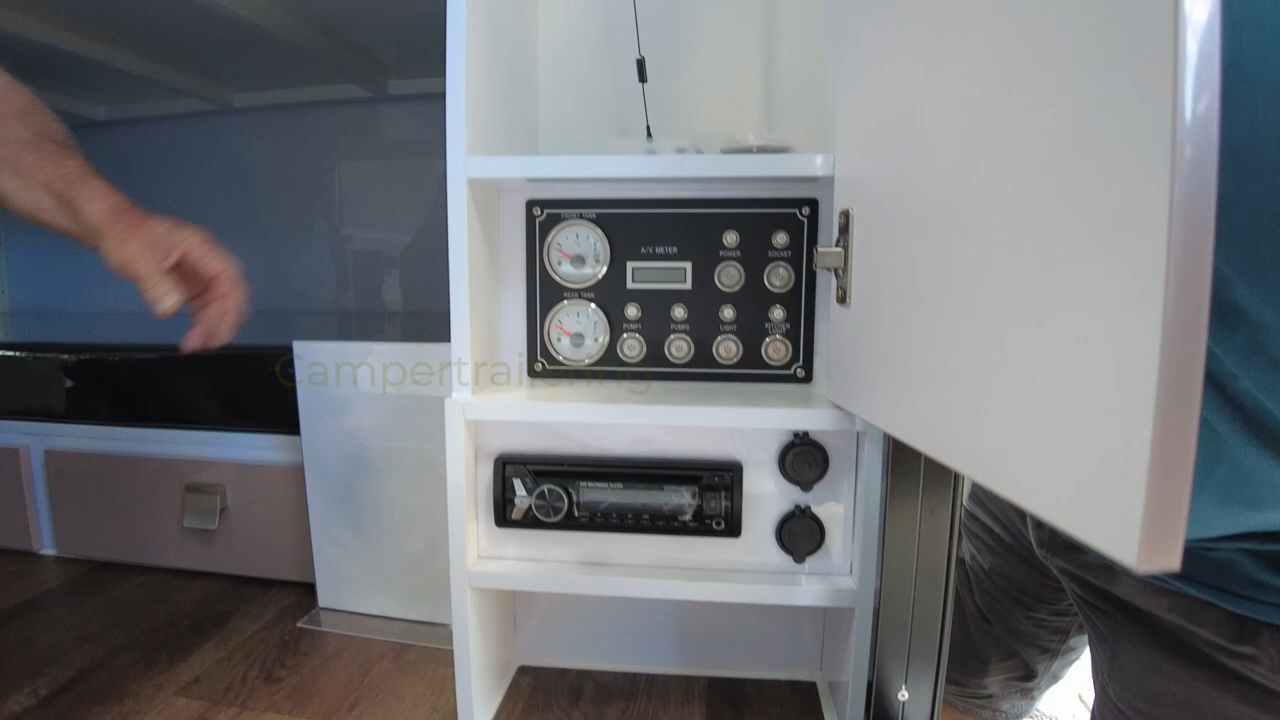 FRONT TANK
A/V METER
POWER
SOCKET
REAR TANK
PUMP1
PUMP2
LIGHT
KITCHEN
LIGHT
Campertrailering